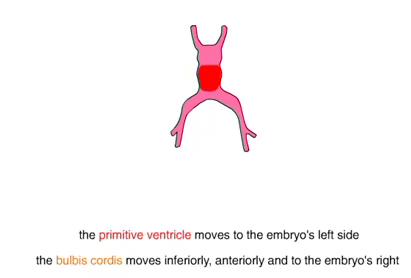 the primitive ventricle moves to the embryo's left side
the bulbis cordis moves inferiorly, anteriorly and to the embryo's right